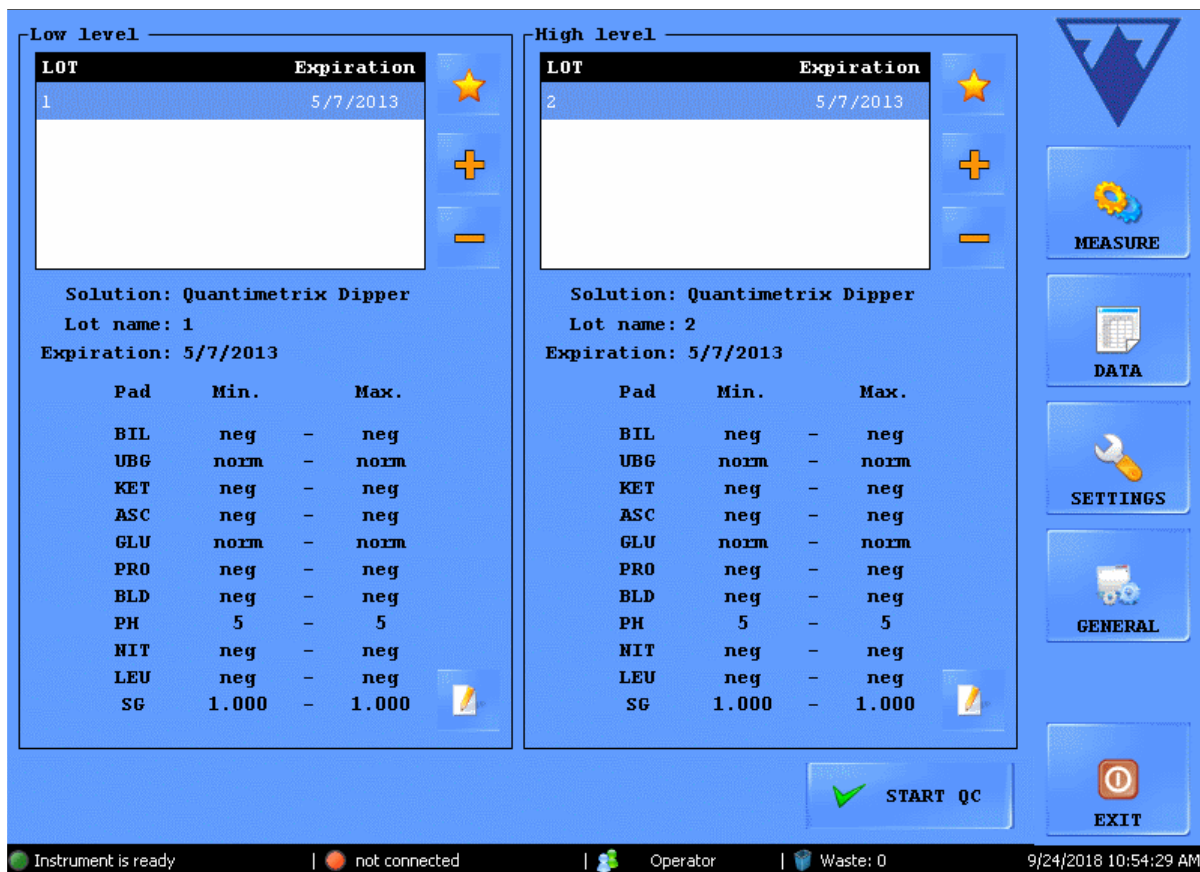 Low level
LOT Expiration
1 5/7/2013
Solution: Quantimetrix Dipper
Lot name: 1
Expiration: 5/7/2013
Pad Min. Max.
BIL neg - neg
UBG norm - norm
KET neg - neg
ASC neg - neg
GLU norm - norm
PRO neg - neg
BLD neg - neg
PH 5 - 5
NIT neg - neg
LEU neg - neg
SG 1.000 - 1.000
High level
LOT Expiration
2 5/7/2013
Solution: Quantimetrix Dipper
Lot name: 2
Expiration: 5/7/2013
Pad Min. Max.
BIL neg - neg
UBG norm - norm
KET neg - neg
ASC neg - neg
GLU norm - norm
PRO neg - neg
BLD neg - neg
PH 5 - 5
NIT neg - neg
LEU neg - neg
SG 1.000 - 1.000
START QC
MEASURE
DATA
SETTINGS
GENERAL
EXIT
Instrument is ready | not connected | Operator | Waste: 0 9/24/2018 10:54:29 AM